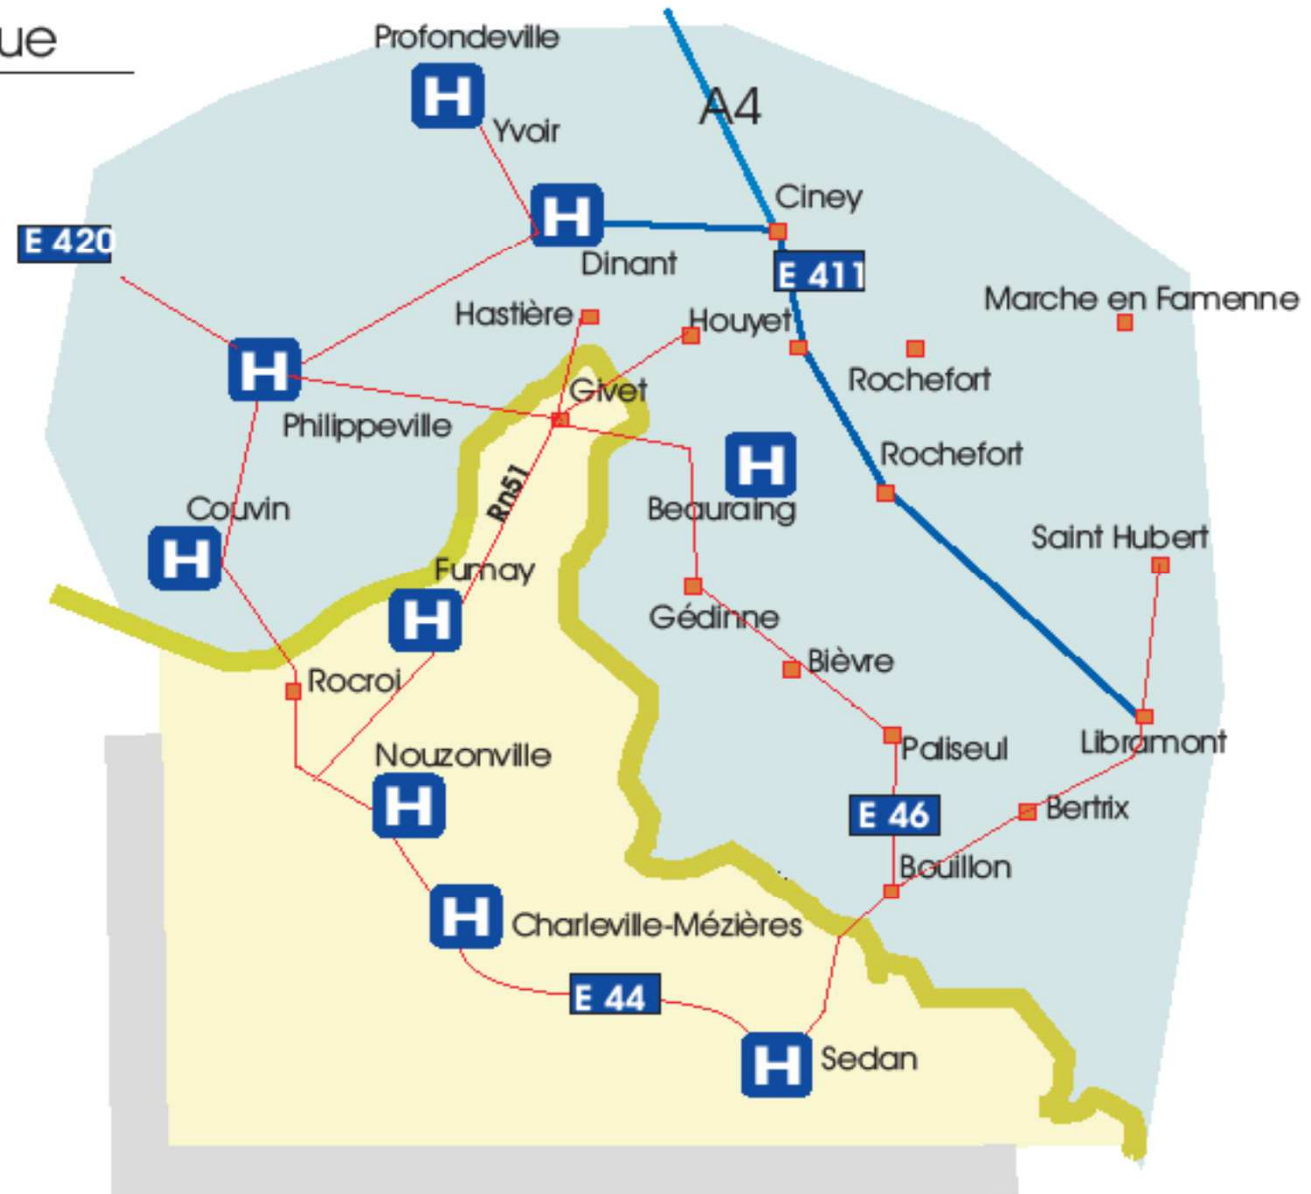 ue
Profondeville
H
Yvoir
A4
Ciney
H
E 420
Dinant
E 411
Hastière
Houyet
Marche en Famenne
H
Givet
Rochefort
Philippeville
H
Rochefort
Rn51
Couvin
Beauraing
H
Saint Hubert
Fumay
H
Gédinne
Rocroi
Bièvre
Nouzonville
Paliseul
Libramont
H
E 46
Bertrix
Bouillon
H
Charleville-Mézières
E 44
H
Sedan